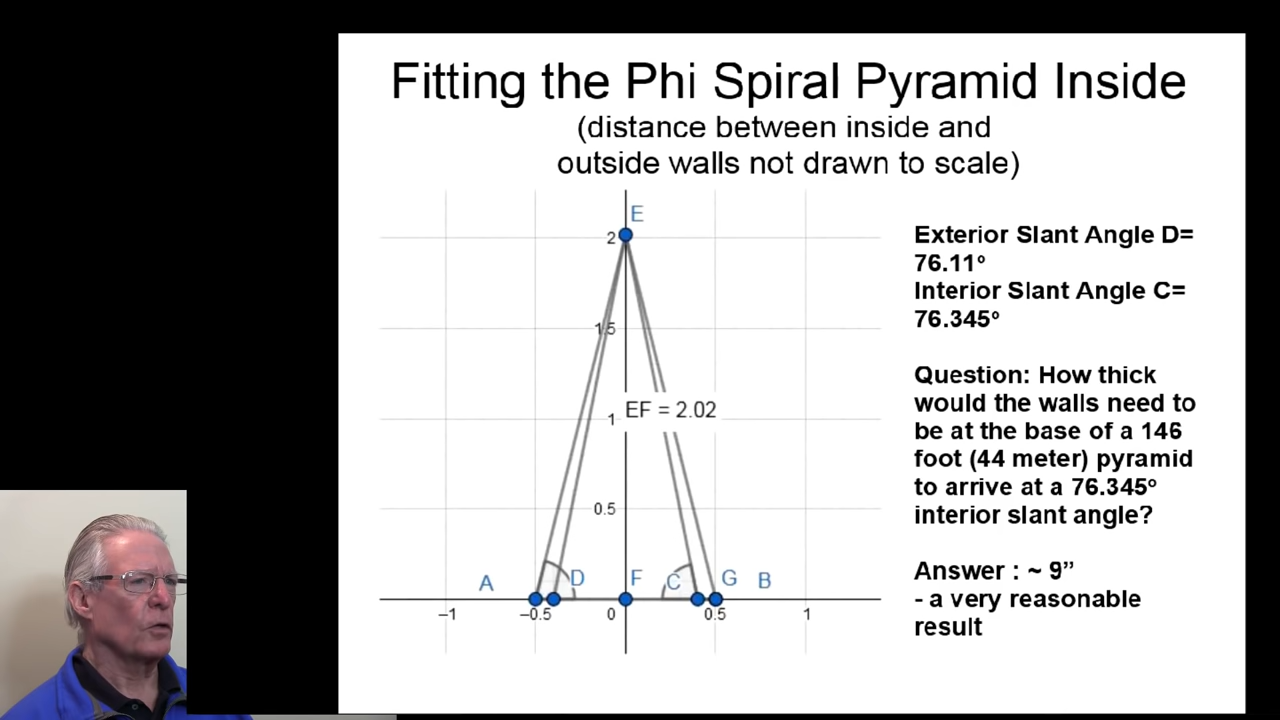 Fitting the Phi Spiral Pyramid Inside
(distance between inside and
outside walls not drawn to scale)
E
2
1.5
EF = 2.02
1
0.5
A
D
F
C
G
B
−1
−0.5
0
0.5
1
Exterior Slant Angle D=
76.11º
Interior Slant Angle C=
76.345º
Question: How thick
would the walls need to
be at the base of a 146
foot (44 meter) pyramid
to arrive at a 76.345º
interior slant angle?
Answer : ~ 9”
- a very reasonable
result